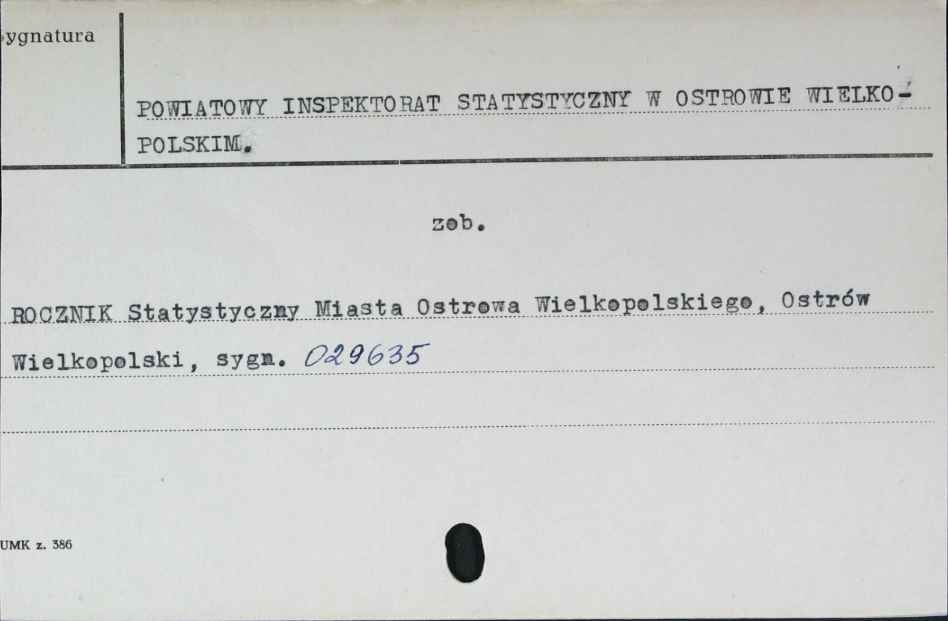 ygnatura
POWIATOWY INSPEKTORAT STATYSTYCZNY W OSTROWIE WIELKO-
POLSKIM.
zob.
ROCZNIK Statystyczny Miasta Ostrowa Wielkopolskiego, Ostrów
Wielkopolski, sygn. 029635
UMK z. 386